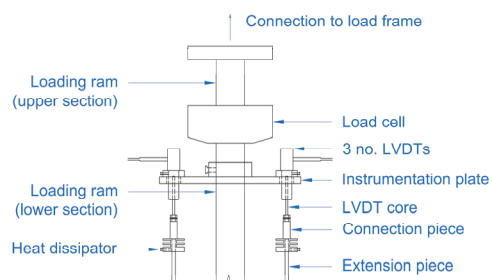 Connection to load frame
Loading ram
(upper section)
Load cell
3 no. LVDTs
Instrumentation plate
Loading ram
(lower section)
LVDT core
Connection piece
Heat dissipator
Extension piece